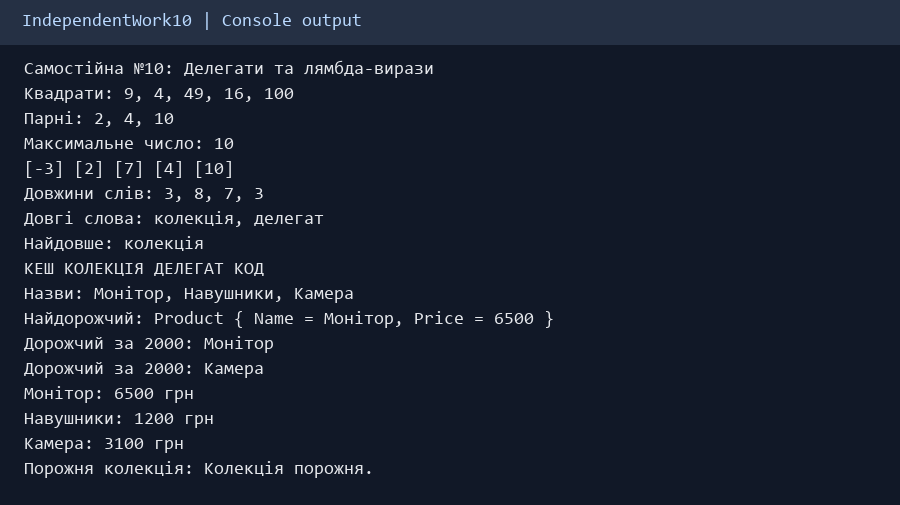 IndependentWork10 | Console output
Самостійна №10: Делегати та лямбда-вирази
Квадрати: 9, 4, 49, 16, 100
Парні: 2, 4, 10
Максимальне число: 10
[-3] [2] [7] [4] [10]
Довжини слів: 3, 8, 7, 3
Довгі слова: колекція, делегат
Найдовше: колекція
КЕШ КОЛЕКЦІЯ ДЕЛЕГАТ КОД
Назви: Монітор, Навушники, Камера
Найдорожчий: Product { Name = Монітор, Price = 6500 }
Дорожчий за 2000: Монітор
Дорожчий за 2000: Камера
Монітор: 6500 грн
Навушники: 1200 грн
Камера: 3100 грн
Порожня колекція: Колекція порожня.